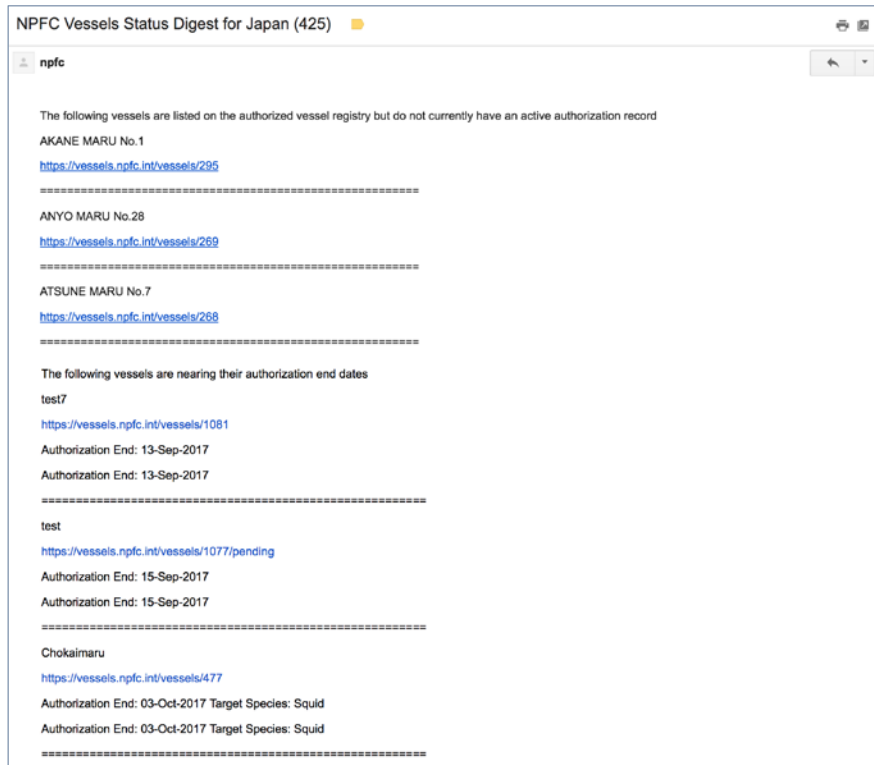 NPFC Vessels Status Digest for Japan (425)
npfc
The following vessels are listed on the authorized vessel registry but do not currently have an active authorization record
AKANE MARU No.1
https://vessels.npfc.int/vessels/295
========================================================
ANYO MARU No.28
https://vessels.npfc.int/vessels/269
========================================================
ATSUNE MARU No.7
https://vessels.npfc.int/vessels/268
========================================================
The following vessels are nearing their authorization end dates
test7
https://vessels.npfc.int/vessels/1081
Authorization End: 13-Sep-2017
Authorization End: 13-Sep-2017
========================================================
test
https://vessels.npfc.int/vessels/1077/pending
Authorization End: 15-Sep-2017
Authorization End: 15-Sep-2017
========================================================
Chokaimaru
https://vessels.npfc.int/vessels/477
Authorization End: 03-Oct-2017 Target Species: Squid
Authorization End: 03-Oct-2017 Target Species: Squid
========================================================